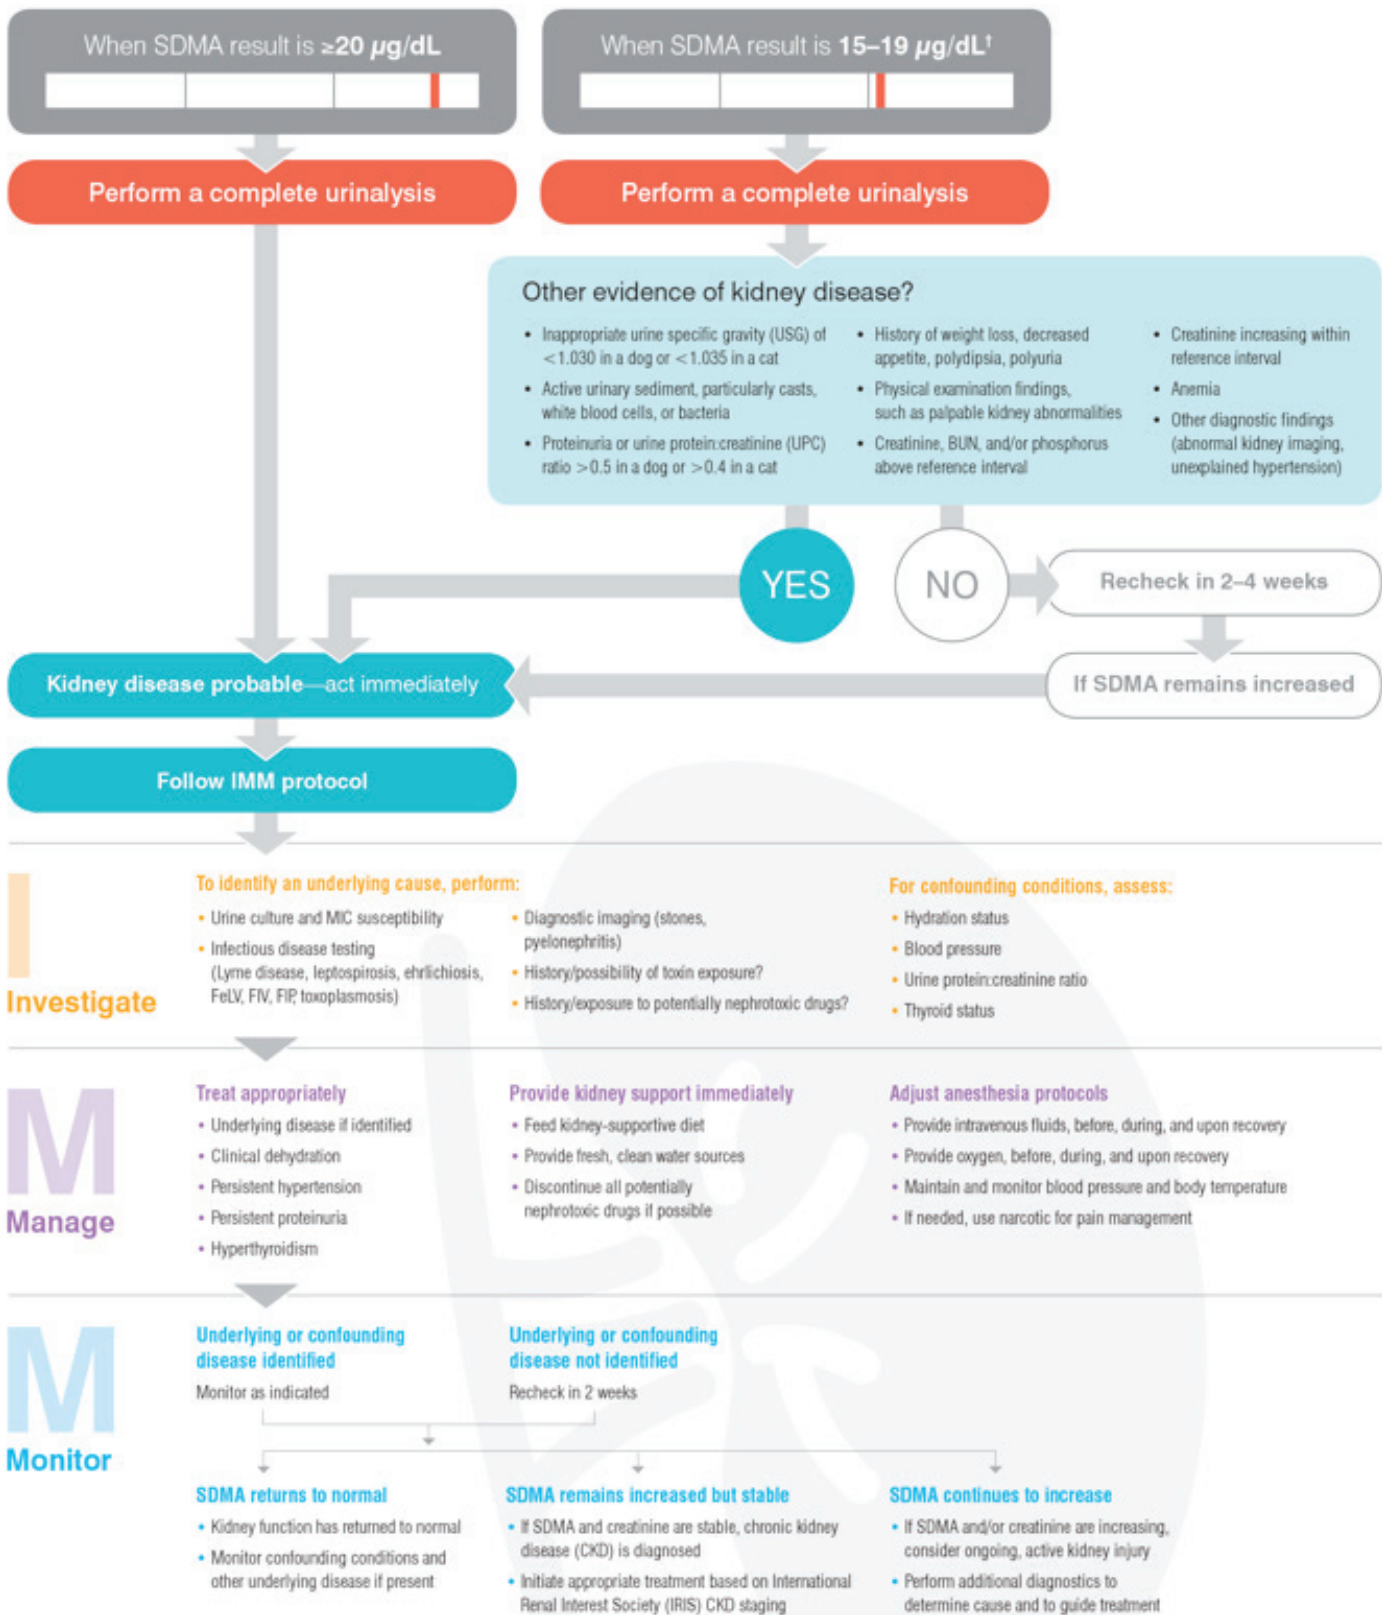 When SDMA result is ≥20 µg/dL
When SDMA result is 15–19 µg/dL†
Perform a complete urinalysis
Perform a complete urinalysis
Other evidence of kidney disease?
• Inappropriate urine specific gravity (USG) of
<1.030 in a dog or <1.035 in a cat
• Active urinary sediment, particularly casts,
white blood cells, or bacteria
• Proteinuria or urine protein:creatinine (UPC)
ratio >0.5 in a dog or >0.4 in a cat
• History of weight loss, decreased
appetite, polydipsia, polyuria
• Physical examination findings,
such as palpable kidney abnormalities
• Creatinine, BUN, and/or phosphorus
above reference interval
• Creatinine increasing within
reference interval
• Anemia
• Other diagnostic findings
(abnormal kidney imaging,
unexplained hypertension)
YES
NO
Recheck in 2–4 weeks
If SDMA remains increased
Kidney disease probable—act immediately
Follow IMM protocol
I
Investigate
To identify an underlying cause, perform:
• Urine culture and MIC susceptibility
• Infectious disease testing
(Lyme disease, leptospirosis, ehrlichiosis,
FeLV, FIV, FIP, toxoplasmosis)
• Diagnostic imaging (stones,
pyelonephritis)
• History/possibility of toxin exposure?
• History/exposure to potentially nephrotoxic drugs?
For confounding conditions, assess:
• Hydration status
• Blood pressure
• Urine protein:creatinine ratio
• Thyroid status
M
Manage
Treat appropriately
• Underlying disease if identified
• Clinical dehydration
• Persistent hypertension
• Persistent proteinuria
• Hyperthyroidism
Provide kidney support immediately
• Feed kidney-supportive diet
• Provide fresh, clean water sources
• Discontinue all potentially
nephrotoxic drugs if possible
Adjust anesthesia protocols
• Provide intravenous fluids, before, during, and upon recovery
• Provide oxygen, before, during, and upon recovery
• Maintain and monitor blood pressure and body temperature
• If needed, use narcotic for pain management
M
Monitor
Underlying or confounding
disease identified
Monitor as indicated
Underlying or confounding
disease not identified
Recheck in 2 weeks
SDMA returns to normal
• Kidney function has returned to normal
• Monitor confounding conditions and
other underlying disease if present
SDMA remains increased but stable
• If SDMA and creatinine are stable, chronic kidney
disease (CKD) is diagnosed
• Initiate appropriate treatment based on International
Renal Interest Society (IRIS) CKD staging
SDMA continues to increase
• If SDMA and/or creatinine are increasing,
consider ongoing, active kidney injury
• Perform additional diagnostics to
determine cause and to guide treatment